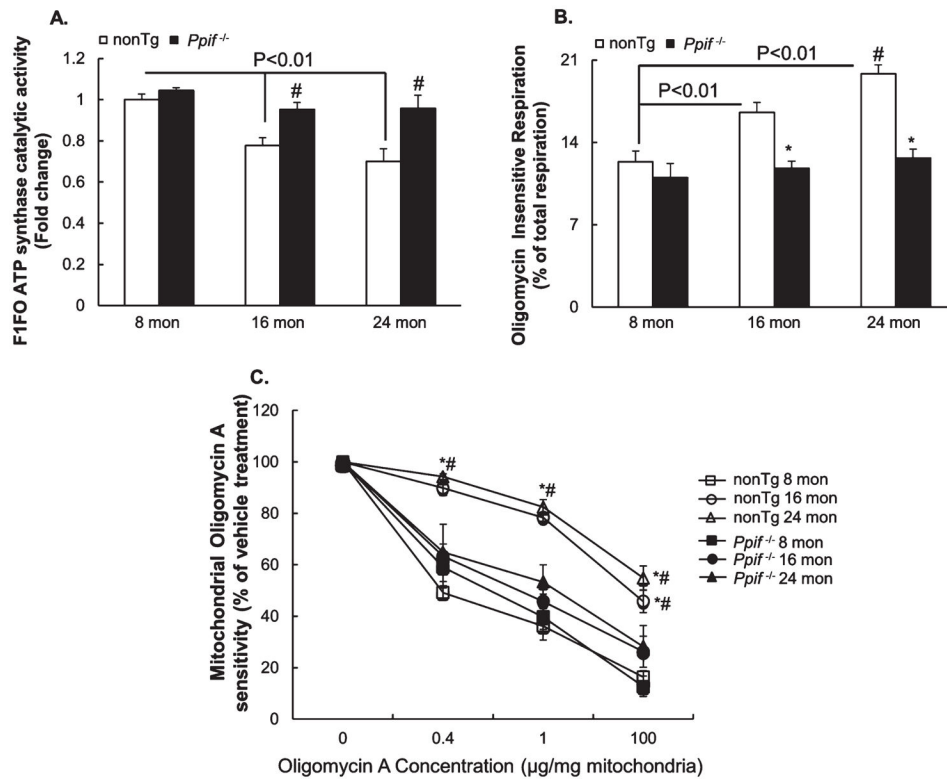 A.
nonTg Ppif -/-
F1FO ATP synthase catalytic activity
(Fold change)
1.2
1
0.8
0.6
0.4
0.2
0
P<0.01
#
#
8 mon 16 mon 24 mon
B.
nonTg Ppif -/-
Oligomycin Insensitive Respiration
(% of total respiration)
21
14
7
0
P<0.01
P<0.01
#
*
*
8 mon 16 mon 24 mon
C.
Mitochondrial Oligomycin A
sensitivity (% of vehicle treatment)
120
100
80
60
40
20
0
*#
*#
*#
*#
0 0.4 1 100
Oligomycin A Concentration (µg/mg mitochondria)
nonTg 8 mon
nonTg 16 mon
nonTg 24 mon
Ppif -/- 8 mon
Ppif -/- 16 mon
Ppif -/- 24 mon